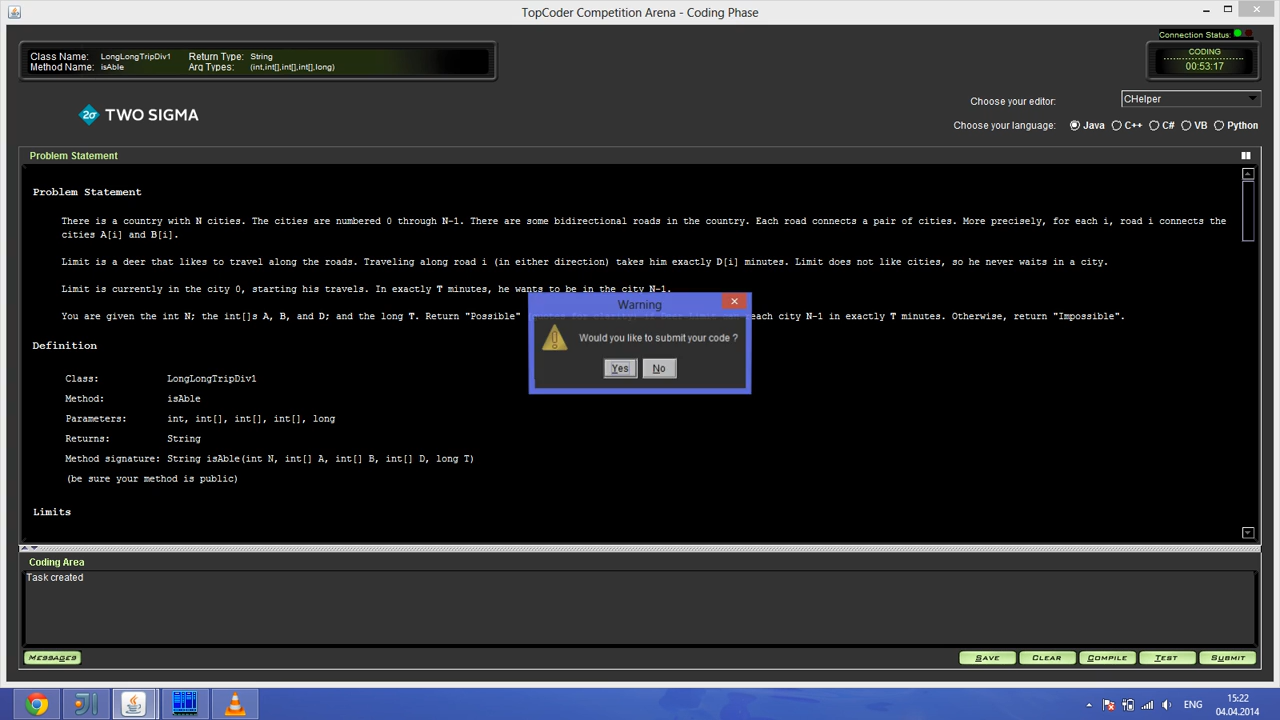 TopCoder Competition Arena - Coding Phase
Class Name: LongLongTripDiv1 Return Type: String
Method Name: isAble Arg Types: (int,int[],int[],int[],long)
Connection Status:
CODING
00:53:17
2σ TWO SIGMA
Choose your editor: CHelper
Choose your language: Java C++ C# VB Python
Problem Statement
Problem Statement
There is a country with N cities. The cities are numbered 0 through N-1. There are some bidirectional roads in the country. Each road connects a pair of cities. More precisely, for each i, road i connects the
cities A[i] and B[i].
Limit is a deer that likes to travel along the roads. Traveling along road i (in either direction) takes him exactly D[i] minutes. Limit does not like cities, so he never waits in a city.
Limit is currently in the city 0, starting his travels. In exactly T minutes, he wants to be in the city N-1.
You are given the int N; the int[]s A, B, and D; and the long T. Return "Possible" each city N-1 in exactly T minutes. Otherwise, return "Impossible".
Warning
Would you like to submit your code ?
Yes No
Definition
Class: LongLongTripDiv1
Method: isAble
Parameters: int, int[], int[], int[], long
Returns: String
Method signature: String isAble(int N, int[] A, int[] B, int[] D, long T)
(be sure your method is public)
Limits
Coding Area
Task created
MESSAGES SAVE CLEAR COMPILE TEST SUBMIT
ENG 15:22
04.04.2014